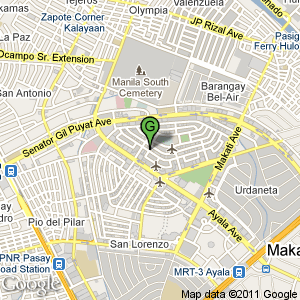 Tejeros
Valenzuela
Olympia
Zapote Corner
Kalayaan
JP Rizal Ave
La Paz
Pasig
Ferry Hulo
Ocampo Sr. Extension
Manila South
Cemetery
Barangay
Bel-Air
San Antonio
Senator Gil Puyat Ave
G
Makati Ave
Urdaneta
Pio del Pilar
Ayala Ave
San Lorenzo
Maka
PNR Pasay
Road Station
MRT-3 Ayala
Google
Map data ©2011 Google